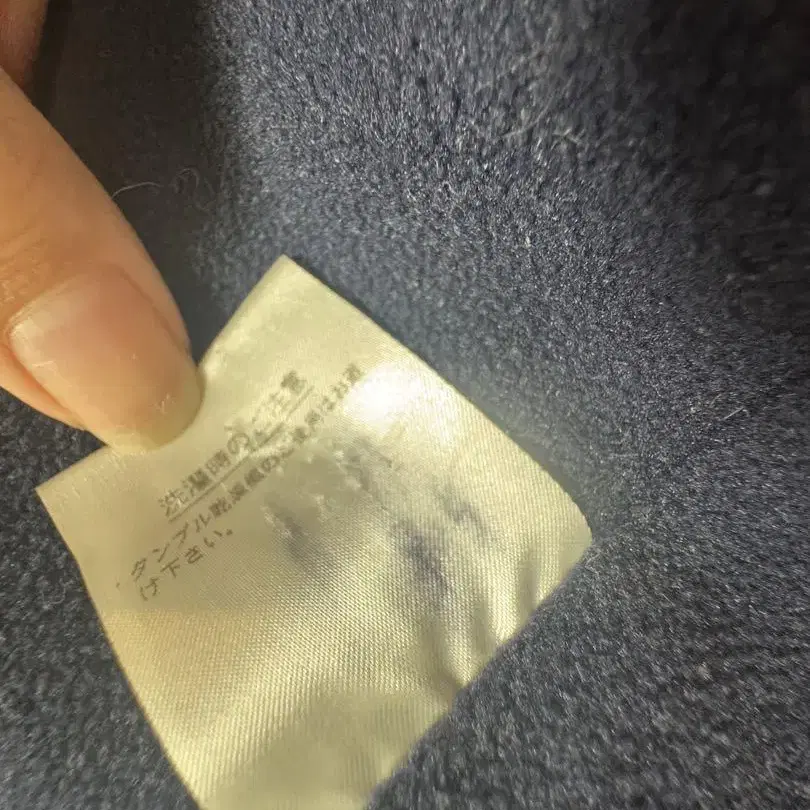 洗濯時のご注意
・タンブル乾燥機のご使用はお避
け下さい。